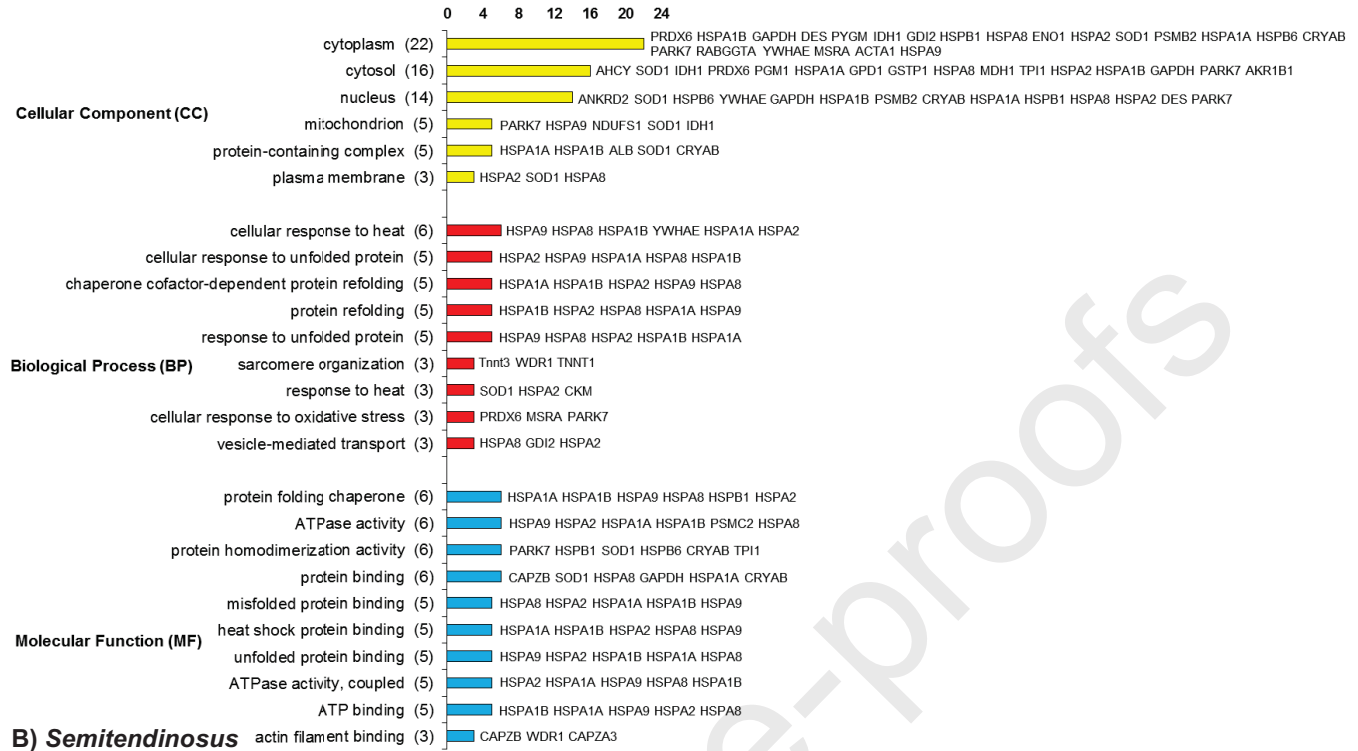 0 4 8 12 16 20 24
cytoplasm (22) PRDX6 HSPA1B GAPDH DES PYGM IDH1 GDI2 HSPB1 HSPA8 ENO1 HSPA2 SOD1 PSMB2 HSPA1A HSPB6 CRYAB
PARK7 RABGGTA YWHAE MSRA ACTA1 HSPA9
cytosol (16) AHCY SOD1 IDH1 PRDX6 PGM1 HSPA1A GPD1 GSTP1 HSPA8 MDH1 TPI1 HSPA2 HSPA1B GAPDH PARK7 AKR1B1
nucleus (14) ANKRD2 SOD1 HSPB6 YWHAE GAPDH HSPA1B PSMB2 CRYAB HSPA1A HSPB1 HSPA8 HSPA2 DES PARK7
Cellular Component (CC)
mitochondrion (5) PARK7 HSPA9 NDUFS1 SOD1 IDH1
protein-containing complex (5) HSPA1A HSPA1B ALB SOD1 CRYAB
plasma membrane (3) HSPA2 SOD1 HSPA8
cellular response to heat (6) HSPA9 HSPA8 HSPA1B YWHAE HSPA1A HSPA2
cellular response to unfolded protein (5) HSPA2 HSPA9 HSPA1A HSPA8 HSPA1B
chaperone cofactor-dependent protein refolding (5) HSPA1A HSPA1B HSPA2 HSPA9 HSPA8
protein refolding (5) HSPA1B HSPA2 HSPA8 HSPA1A HSPA9
response to unfolded protein (5) HSPA9 HSPA8 HSPA2 HSPA1B HSPA1A
Biological Process (BP) sarcomere organization (3) Tnnt3 WDR1 TNNT1
response to heat (3) SOD1 HSPA2 CKM
cellular response to oxidative stress (3) PRDX6 MSRA PARK7
vesicle-mediated transport (3) HSPA8 GDI2 HSPA2
protein folding chaperone (6) HSPA1A HSPA1B HSPA9 HSPA8 HSPB1 HSPA2
ATPase activity (6) HSPA9 HSPA2 HSPA1A HSPA1B PSMC2 HSPA8
protein homodimerization activity (6) PARK7 HSPB1 SOD1 HSPB6 CRYAB TPI1
protein binding (6) CAPZB SOD1 HSPA8 GAPDH HSPA1A CRYAB
misfolded protein binding (5) HSPA8 HSPA2 HSPA1A HSPA1B HSPA9
heat shock protein binding (5) HSPA1A HSPA1B HSPA2 HSPA8 HSPA9
Molecular Function (MF)
unfolded protein binding (5) HSPA9 HSPA2 HSPA1B HSPA1A HSPA8
ATPase activity, coupled (5) HSPA2 HSPA1A HSPA9 HSPA8 HSPA1B
ATP binding (5) HSPA1B HSPA1A HSPA9 HSPA2 HSPA8
B) Semitendinosus actin filament binding (3) CAPZB WDR1 CAPZA3
e-proofs